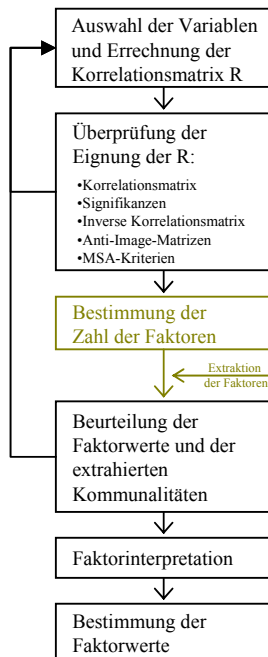 Auswahl der Variablen
und Errechnung der
Korrelationsmatrix R
Überprüfung der
Eignung der R:
•Korrelationsmatrix
•Signifikanzen
•Inverse Korrelationsmatrix
•Anti-Image-Matrizen
•MSA-Kriterien
Bestimmung der
Zahl der Faktoren
Extraktion
der Faktoren
Beurteilung der
Faktorwerte und der
extrahierten
Kommunalitäten
Faktorinterpretation
Bestimmung der
Faktorwerte